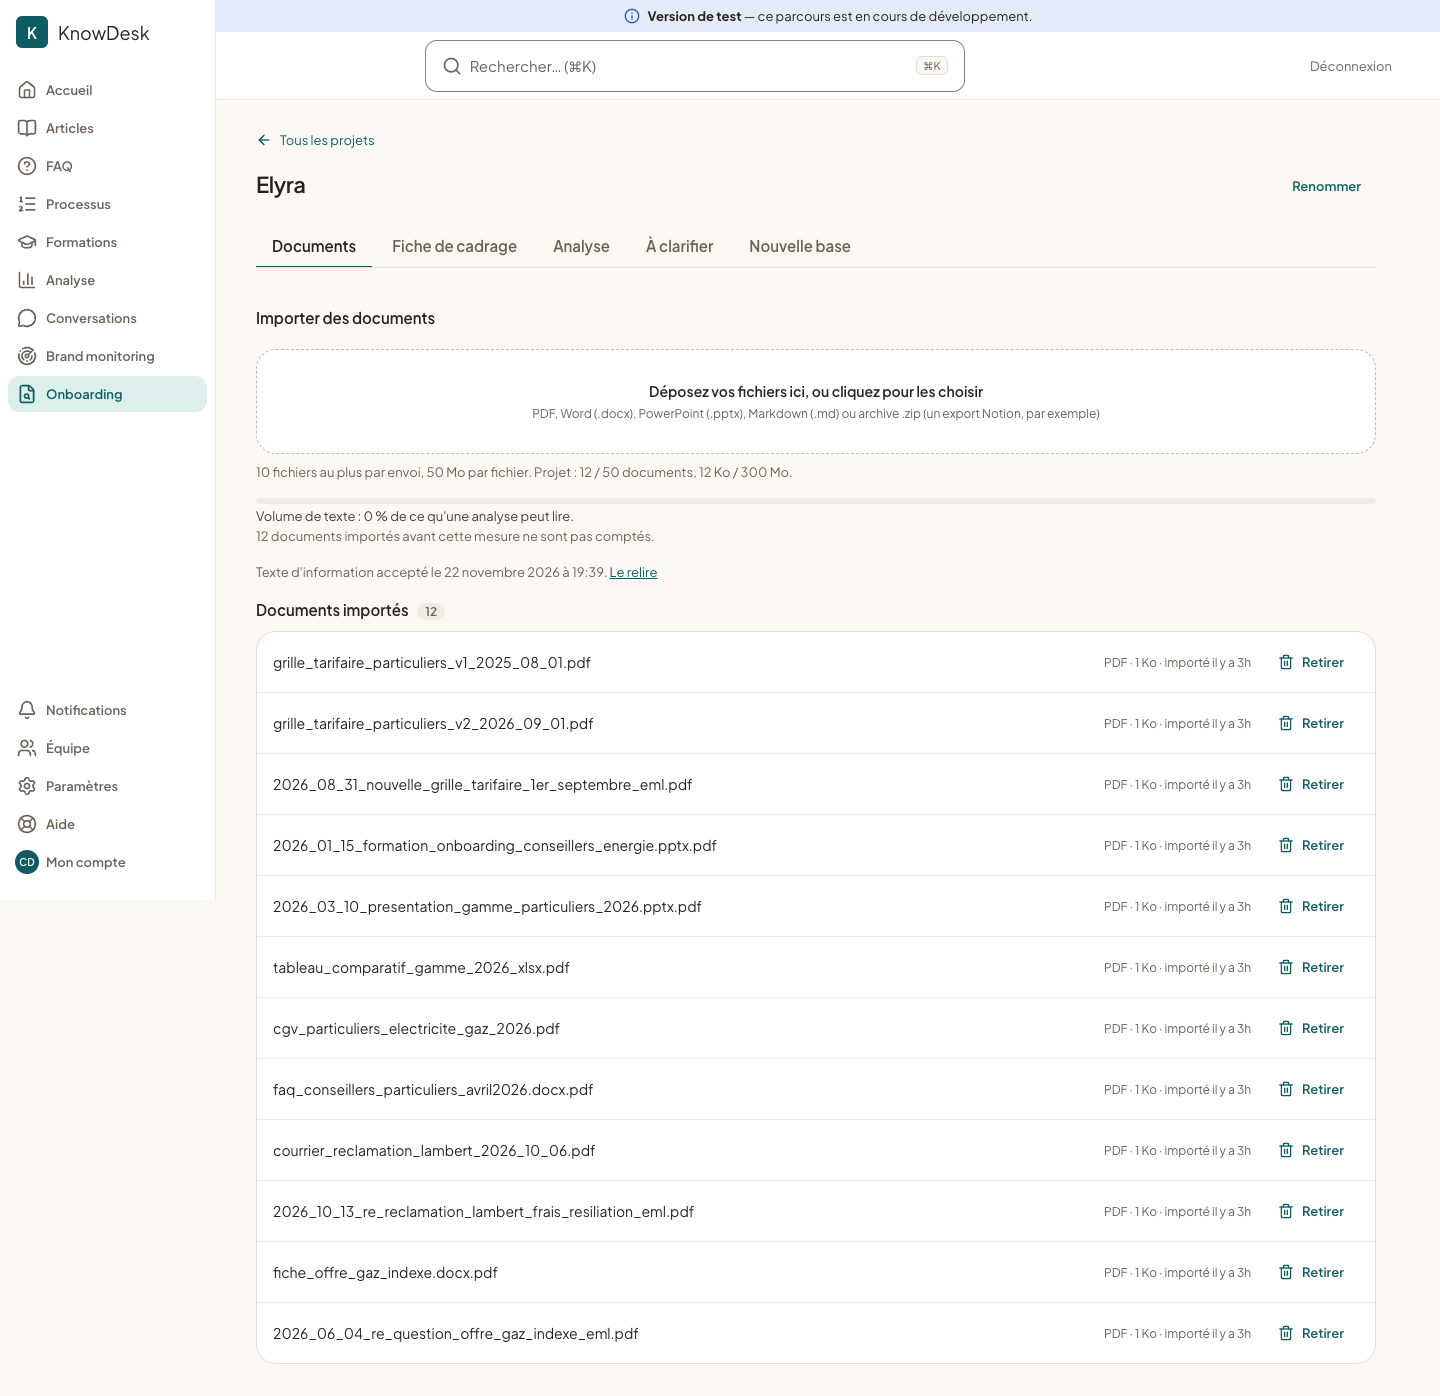 K KnowDesk
Accueil
Articles
FAQ
Processus
Formations
Analyse
Conversations
Brand monitoring
Onboarding
Notifications
Équipe
Paramètres
Aide
CD Mon compte
Version de test — ce parcours est en cours de développement.
Rechercher... (⌘K) ⌘K
Déconnexion
← Tous les projets
Elyra
Renommer
Documents Fiche de cadrage Analyse À clarifier Nouvelle base
Importer des documents
Déposez vos fichiers ici, ou cliquez pour les choisir
PDF, Word (.docx), PowerPoint (.pptx), Markdown (.md) ou archive .zip (un export Notion, par exemple)
10 fichiers au plus par envoi, 50 Mo par fichier. Projet : 12 / 50 documents, 12 Ko / 300 Mo.
Volume de texte : 0 % de ce qu'une analyse peut lire.
12 documents importés avant cette mesure ne sont pas comptés.
Texte d'information accepté le 22 novembre 2026 à 19:39. Le relire
Documents importés 12
grille_tarifaire_particuliers_v1_2025_08_01.pdf PDF · 1 Ko · importé il y a 3h Retirer
grille_tarifaire_particuliers_v2_2026_09_01.pdf PDF · 1 Ko · importé il y a 3h Retirer
2026_08_31_nouvelle_grille_tarifaire_1er_septembre_eml.pdf PDF · 1 Ko · importé il y a 3h Retirer
2026_01_15_formation_onboarding_conseillers_energie.pptx.pdf PDF · 1 Ko · importé il y a 3h Retirer
2026_03_10_presentation_gamme_particuliers_2026.pptx.pdf PDF · 1 Ko · importé il y a 3h Retirer
tableau_comparatif_gamme_2026_xlsx.pdf PDF · 1 Ko · importé il y a 3h Retirer
cgv_particuliers_electricite_gaz_2026.pdf PDF · 1 Ko · importé il y a 3h Retirer
faq_conseillers_particuliers_avril2026.docx.pdf PDF · 1 Ko · importé il y a 3h Retirer
courrier_reclamation_lambert_2026_10_06.pdf PDF · 1 Ko · importé il y a 3h Retirer
2026_10_13_re_reclamation_lambert_frais_resiliation_eml.pdf PDF · 1 Ko · importé il y a 3h Retirer
fiche_offre_gaz_indexe.docx.pdf PDF · 1 Ko · importé il y a 3h Retirer
2026_06_04_re_question_offre_gaz_indexe_eml.pdf PDF · 1 Ko · importé il y a 3h Retirer